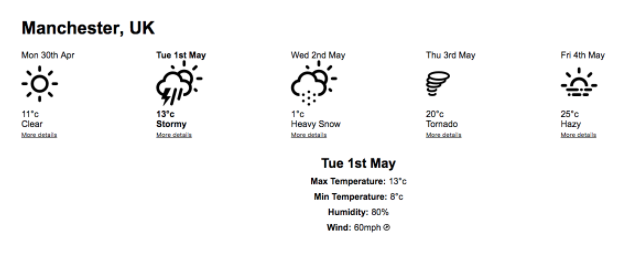 Manchester, UK
Mon 30th Apr
Tue 1st May
Wed 2nd May
Thu 3rd May
Fri 4th May
11°c
13°c
1°c
20°c
25°c
Clear
Stormy
Heavy Snow
Tornado
Hazy
More details
More details
More details
More details
More details
Tue 1st May
Max Temperature: 13°c
Min Temperature: 8°c
Humidity: 80%
Wind: 60mph